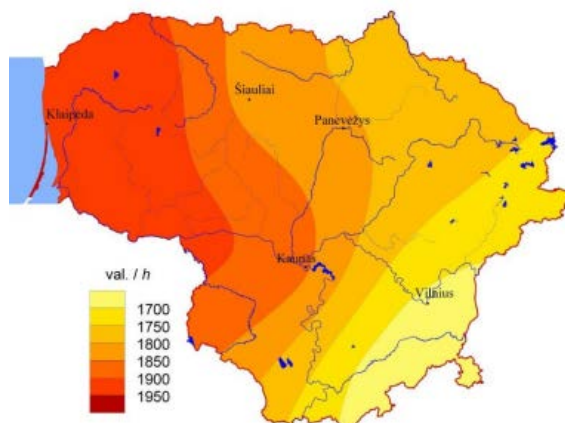 Šiauliai
Klaipėda
Panevėžys
Kaunas
Vilnius
val. / h
1700
1750
1800
1850
1900
1950